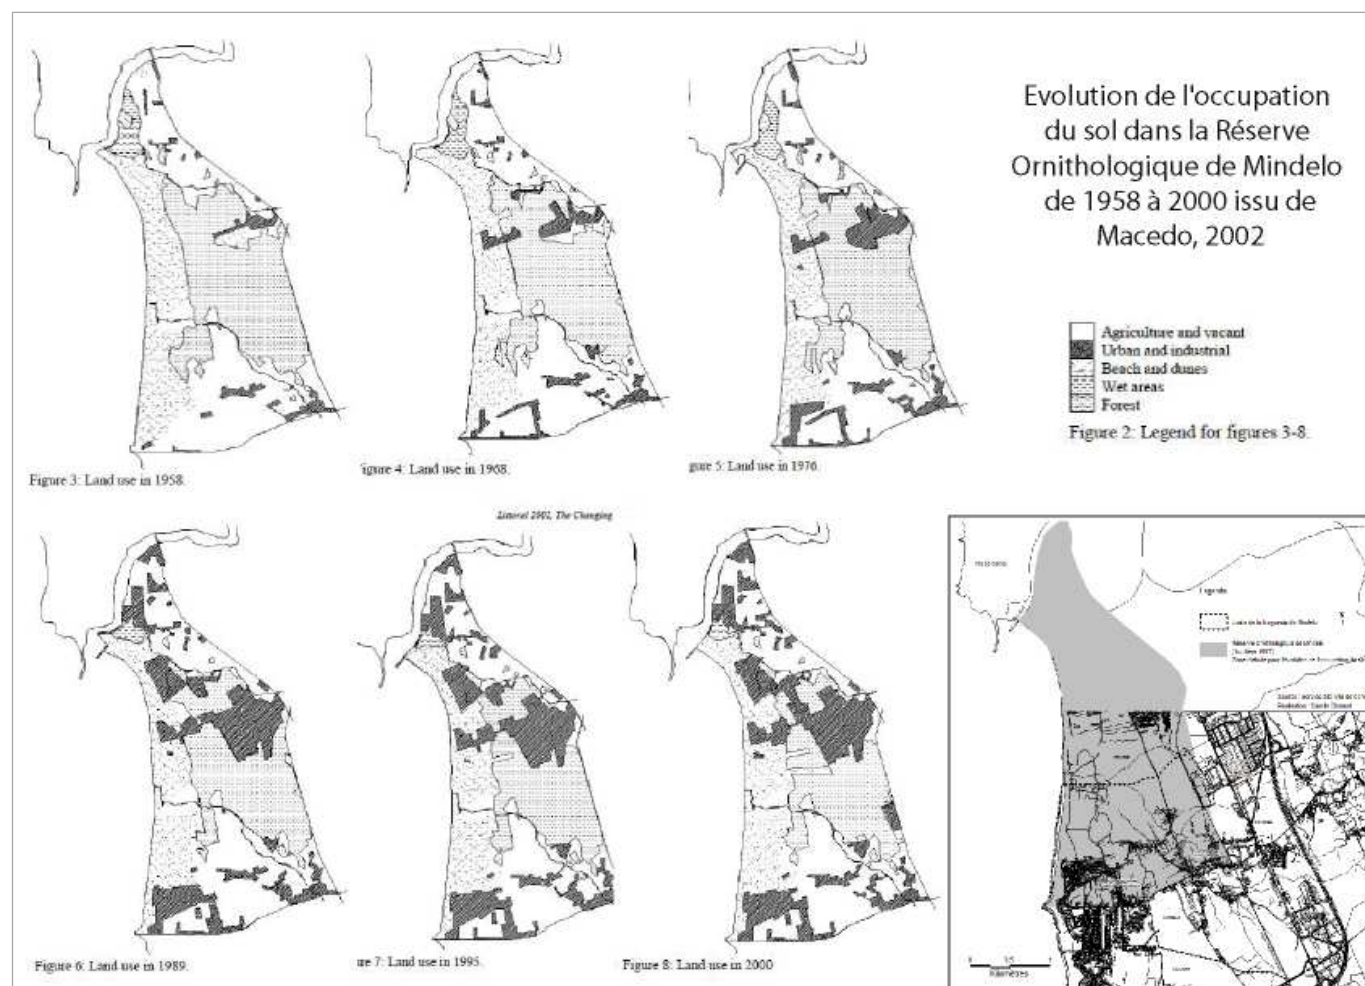 Evolution de l'occupation
du sol dans la Réserve
Ornithologique de Mindelo
de 1958 à 2000 issu de
Macedo, 2002
Agriculture and vacant
Urban and industrial
Beach and dunes
Wet areas
Forest
Figure 2: Legend for figures 3-8.
Figure 3: Land use in 1958.
igure 4: Land use in 1968.
gure 5: Land use in 1976.
Littoral 2002, The Changing
Figure 6: Land use in 1989.
ure 7: Land use in 1995.
Figure 8: Land use in 2000
Kilomètres